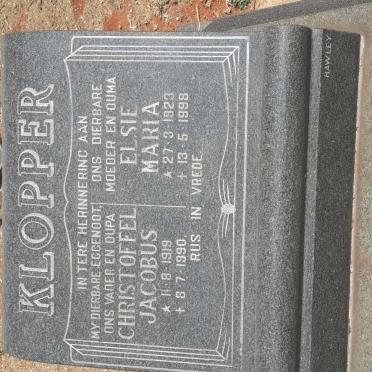 KLOPPER
IN TERE HERINNERING AAN
MY DIERBARE EGGENOOT,
ONS VADER EN OUPA
CHRISTOFFEL
JACOBUS
★ 11·8·1919
+ 8·7·1990
ONS DIERBARE
MOEDER EN OUMA
ELSIE
MARIA
★ 27·3·1923
+ 13·5·1998
RUS IN VREDE
HAWLEY